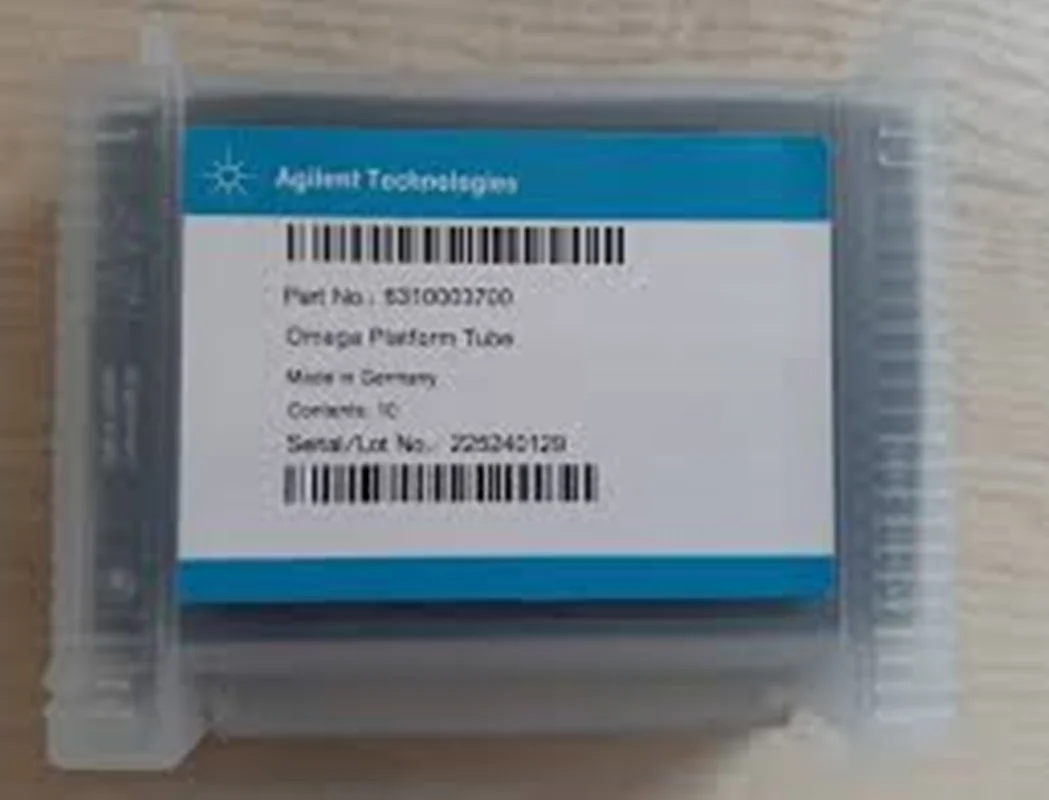 Agilent Technologies
Part No.: 6310003700
Omega Platform Tube
Made in Germany
Contents: 10
Serial/Lot No.: 225240129